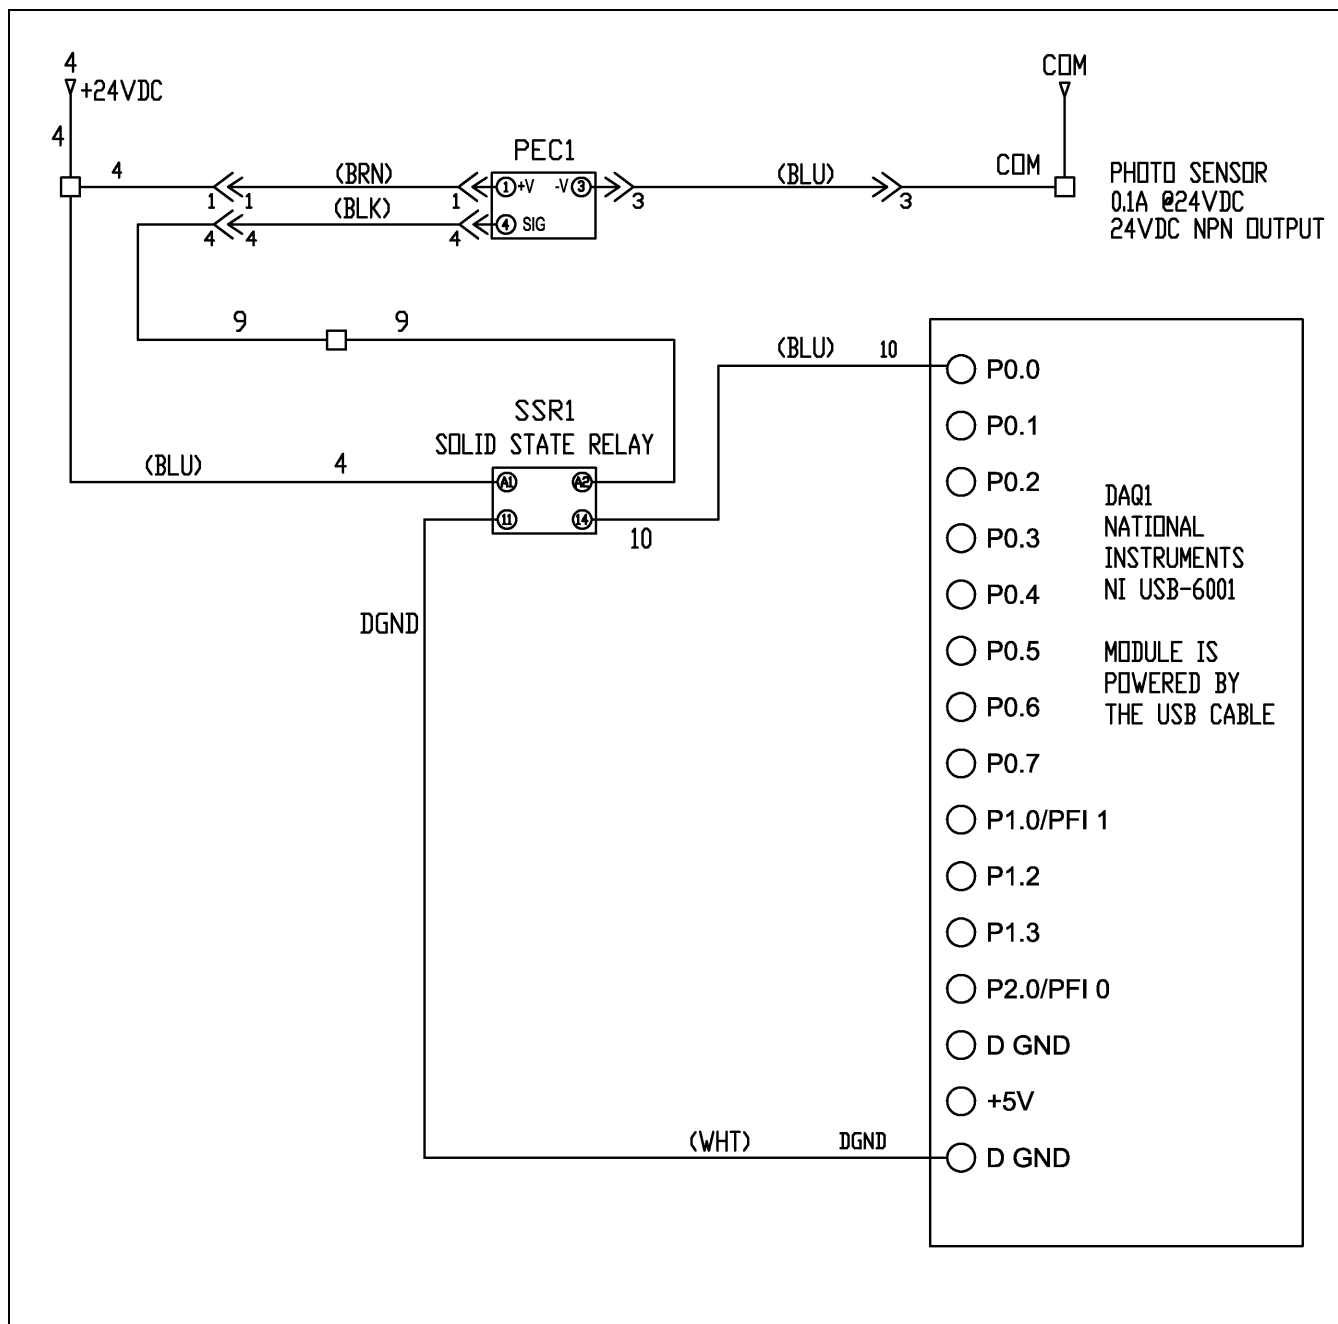 4
+24VDC
4
4
1
1
(BRN)
(BLK)
4
4
1
4
PEC1
1 +V
-V 3
4 SIG
3
(BLU)
3
COM
COM
PHOTO SENSOR
0.1A @24VDC
24VDC NPN OUTPUT
9
9
(BLU)
10
SSR1
SOLID STATE RELAY
(BLU)
4
A1
A2
11
14
10
DGND
(WHT)
DGND
P0.0
P0.1
P0.2
P0.3
P0.4
P0.5
P0.6
P0.7
P1.0/PFI 1
P1.2
P1.3
P2.0/PFI 0
D GND
+5V
D GND
DAQ1
NATIONAL
INSTRUMENTS
NI USB-6001
MODULE IS
POWERED BY
THE USB CABLE